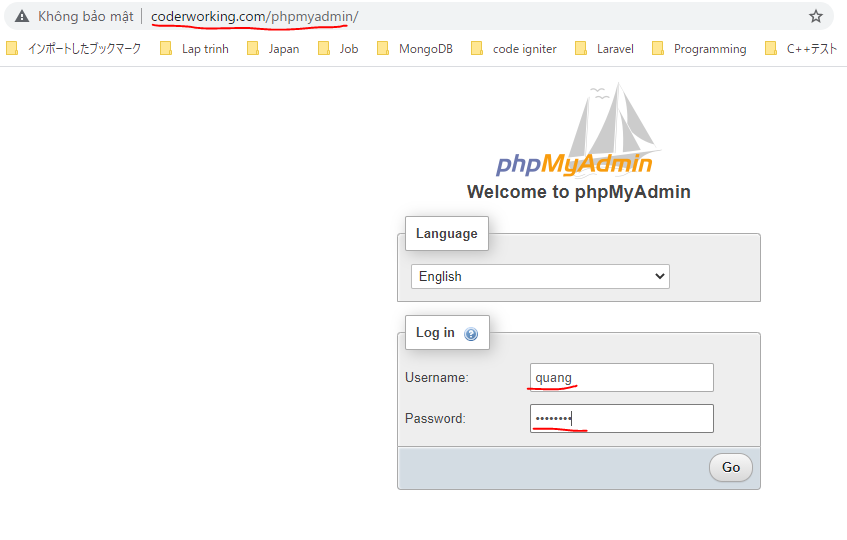 Không bảo mật coderworking.com/phpmyadmin/
インポートしたブックマーク Lap trinh Japan Job MongoDB code igniter Laravel Programming C++テスト
phpMyAdmin
Welcome to phpMyAdmin
Language
English
Log in
Username: quang
Password: ••••••••
Go